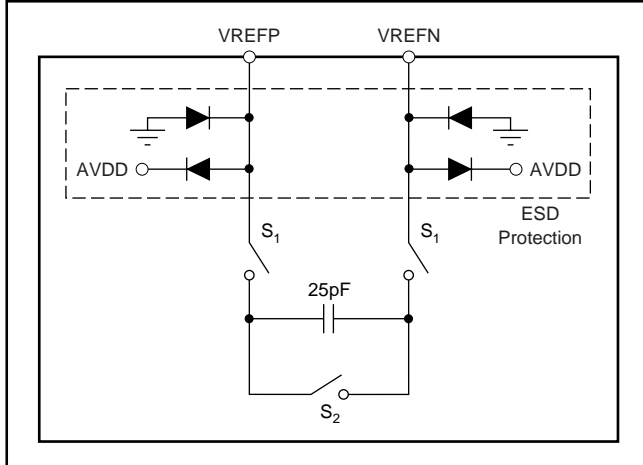 VREFP VREFN
AVDD AVDD
ESD
Protection
S₁ S₁
25pF
S₂